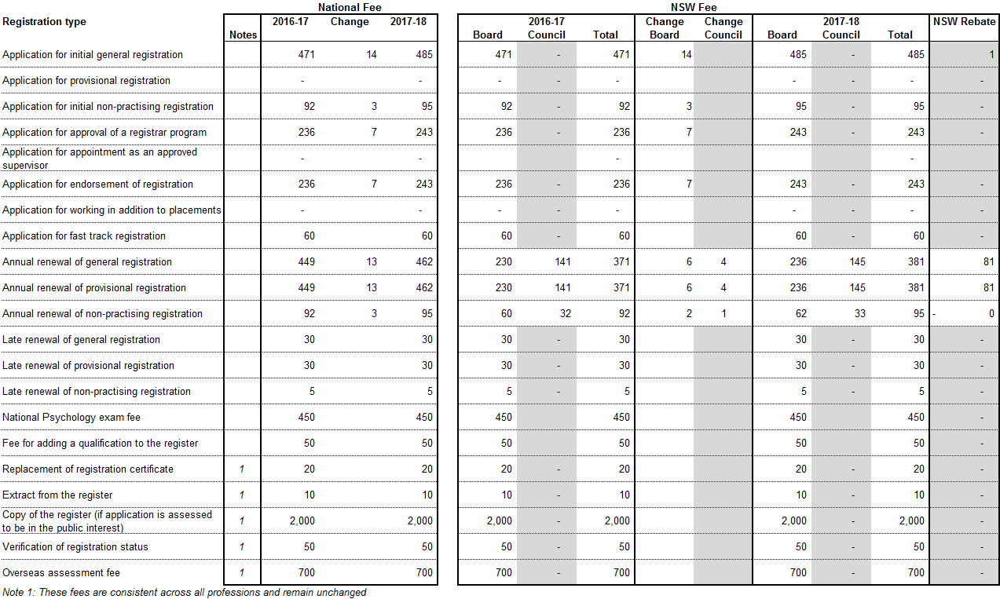 National Fee NSW Fee
Registration type 2016-17 Change 2017-18 2016-17 Change Change 2017-18 NSW Rebate
Notes Board Council Total Board Council Board Council Total
Application for initial general registration 471 14 485 471 - 471 14 485 - 485 1
Application for provisional registration - - - - - - - - -
Application for initial non-practising registration 92 3 95 92 - 92 3 95 - 95 -
Application for approval of a registrar program 236 7 243 236 - 236 7 243 - 243 -
Application for appointment as an approved
supervisor - - - -
Application for endorsement of registration 236 7 243 236 - 236 7 243 - 243 -
Application for working in addition to placements - - - - - - - - -
Application for fast track registration 60 60 60 - 60 60 - 60 -
Annual renewal of general registration 449 13 462 230 141 371 6 4 236 145 381 81
Annual renewal of provisional registration 449 13 462 230 141 371 6 4 236 145 381 81
Annual renewal of non-practising registration 92 3 95 60 32 92 2 1 62 33 95 - 0
Late renewal of general registration 30 30 30 - 30 30 - 30 -
Late renewal of provisional registration 30 30 30 - 30 30 - 30 -
Late renewal of non-practising registration 5 5 5 - 5 5 - 5 -
National Psychology exam fee 450 450 450 - 450 450 - 450 -
Fee for adding a qualification to the register 50 50 50 - 50 50 - 50 -
Replacement of registration certificate 1 20 20 20 - 20 20 - 20 -
Extract from the register 1 10 10 10 - 10 10 - 10 -
Copy of the register (if application is assessed
to be in the public interest) 1 2,000 2,000 2,000 - 2,000 2,000 - 2,000 -
Verification of registration status 1 50 50 50 - 50 50 - 50 -
Overseas assessment fee 1 700 700 700 - 700 700 - 700 -
Note 1: These fees are consistent across all professions and remain unchanged